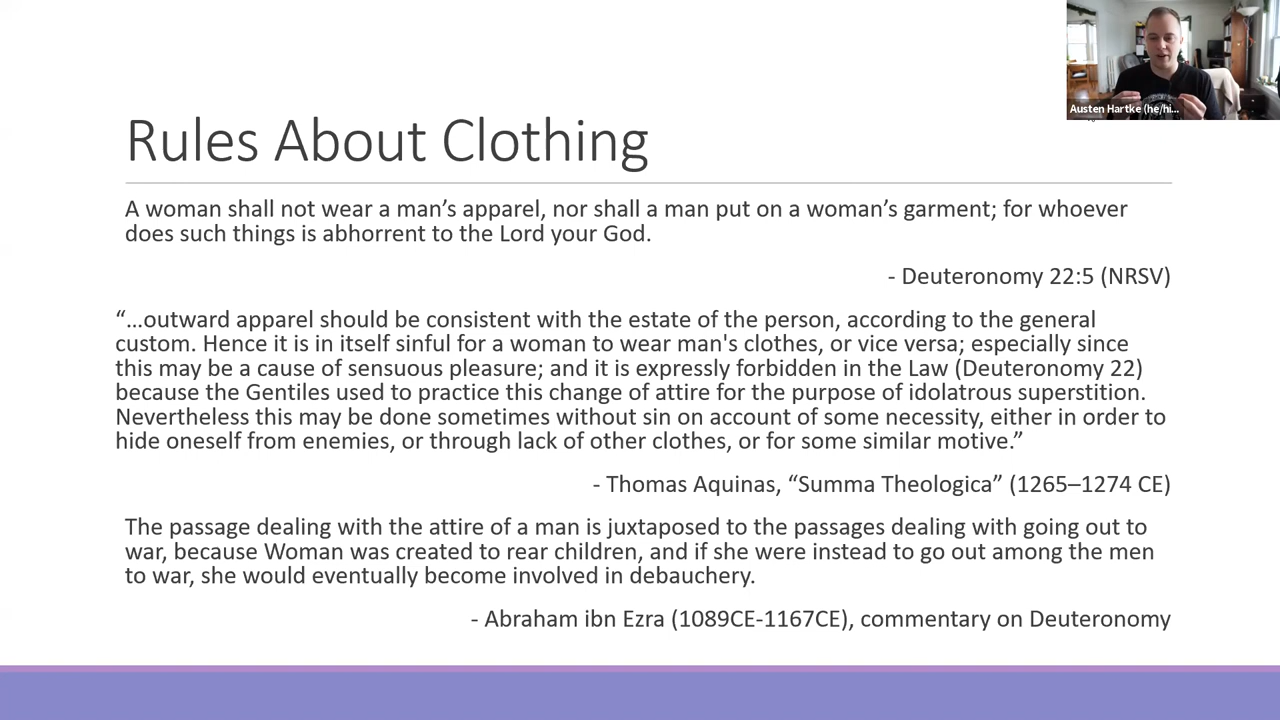 Austen Hartke (he/hi...
Rules About Clothing
A woman shall not wear a man’s apparel, nor shall a man put on a woman’s garment; for whoever
does such things is abhorrent to the Lord your God.
- Deuteronomy 22:5 (NRSV)
“…outward apparel should be consistent with the estate of the person, according to the general
custom. Hence it is in itself sinful for a woman to wear man's clothes, or vice versa; especially since
this may be a cause of sensuous pleasure; and it is expressly forbidden in the Law (Deuteronomy 22)
because the Gentiles used to practice this change of attire for the purpose of idolatrous superstition.
Nevertheless this may be done sometimes without sin on account of some necessity, either in order to
hide oneself from enemies, or through lack of other clothes, or for some similar motive.”
- Thomas Aquinas, “Summa Theologica” (1265–1274 CE)
The passage dealing with the attire of a man is juxtaposed to the passages dealing with going out to
war, because Woman was created to rear children, and if she were instead to go out among the men
to war, she would eventually become involved in debauchery.
- Abraham ibn Ezra (1089CE-1167CE), commentary on Deuteronomy